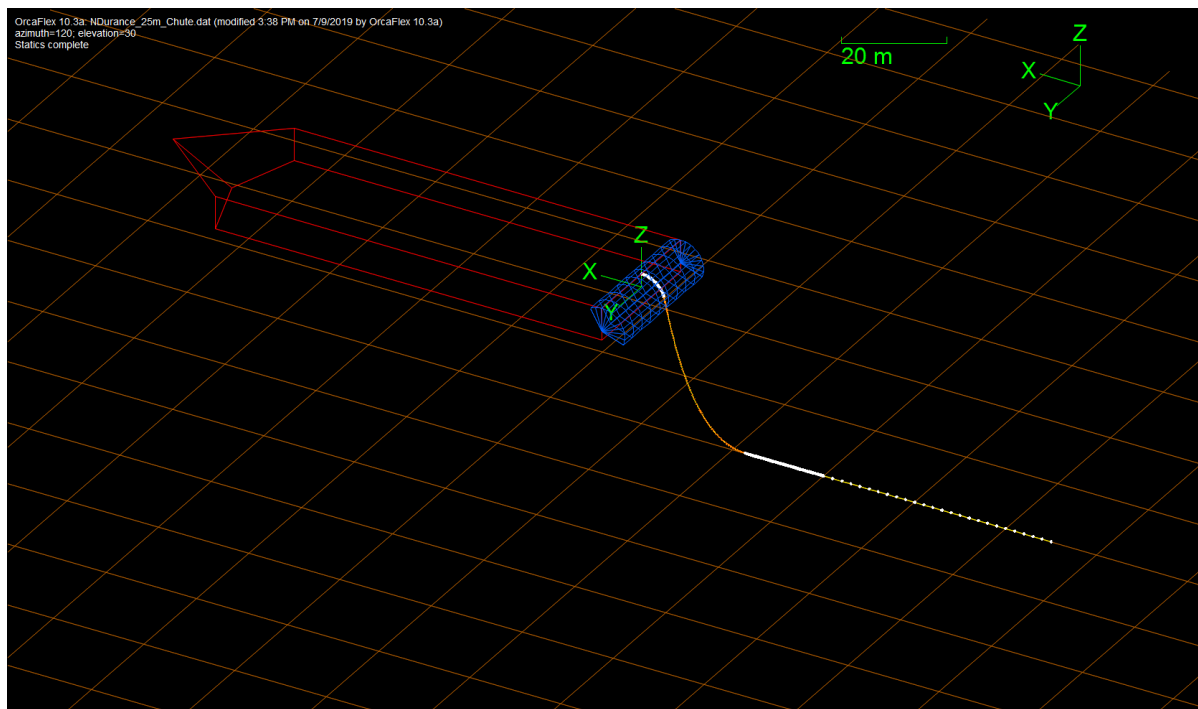 OrcaFlex 10.3a: NDurance_25m_Chute.dat (modified 3:38 PM on 7/9/2019 by OrcaFlex 10.3a)
azimuth=120; elevation=30
Statics complete
20 m
Z
X
Y
Z
X
Y